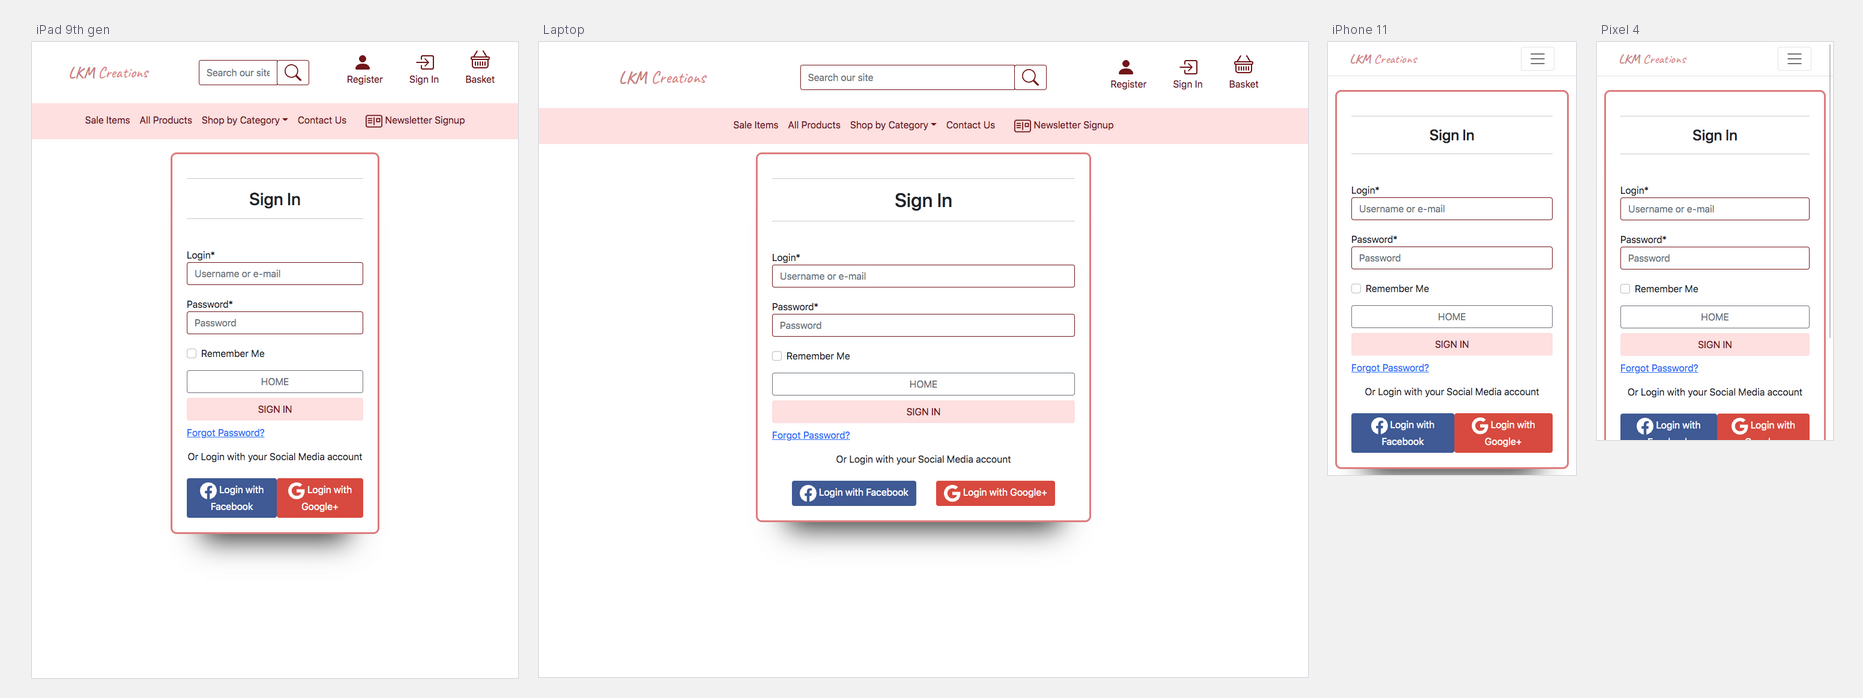 iPad 9th gen
LKM Creations
Search our site
Register
Sign In
Basket
Sale Items
All Products
Shop by Category
Contact Us
Newsletter Signup
Sign In
Login*
Username or e-mail
Password*
Password
Remember Me
HOME
SIGN IN
Forgot Password?
Or Login with your Social Media account
Login with
Facebook
Login with
Google+
Laptop
LKM Creations
Search our site
Register
Sign In
Basket
Sale Items
All Products
Shop by Category
Contact Us
Newsletter Signup
Sign In
Login*
Username or e-mail
Password*
Password
Remember Me
HOME
SIGN IN
Forgot Password?
Or Login with your Social Media account
Login with Facebook
Login with Google+
iPhone 11
LKM Creations
Sign In
Login*
Username or e-mail
Password*
Password
Remember Me
HOME
SIGN IN
Forgot Password?
Or Login with your Social Media account
Login with
Facebook
Login with
Google+
Pixel 4
LKM Creations
Sign In
Login*
Username or e-mail
Password*
Password
Remember Me
HOME
SIGN IN
Forgot Password?
Or Login with your Social Media account
Login with
Login with